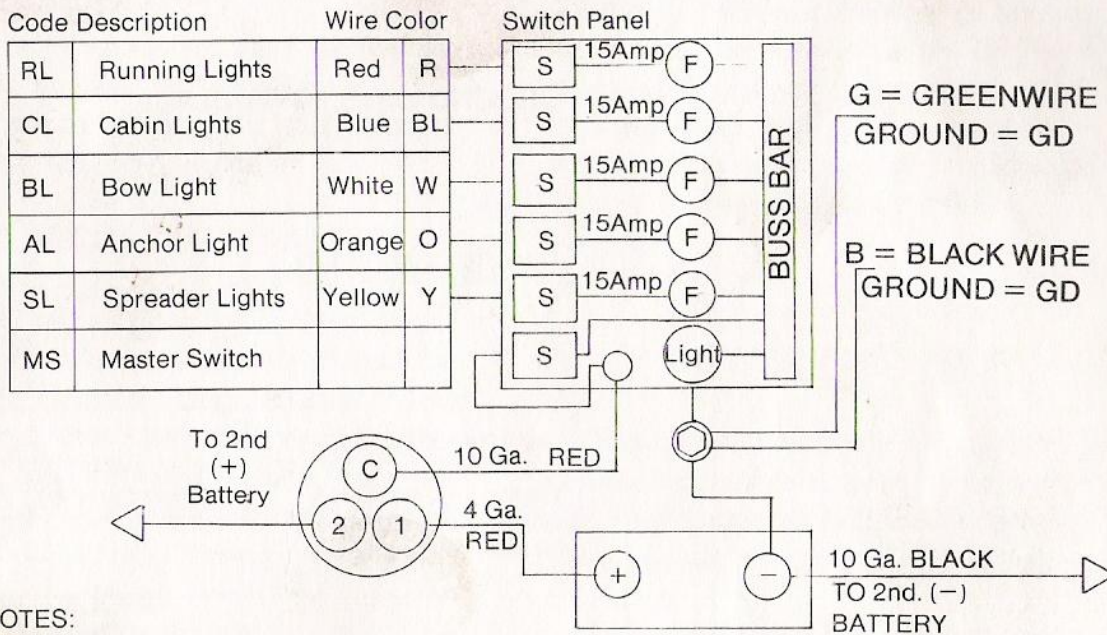 Code Description Wire Color Switch Panel
RL Running Lights Red R S 15Amp F
CL Cabin Lights Blue BL S 15Amp F
BL Bow Light White W S 15Amp F
AL Anchor Light Orange O S 15Amp F
SL Spreader Lights Yellow Y S 15Amp F
MS Master Switch S Light
BUSS BAR
G = GREENWIRE
GROUND = GD
B = BLACK WIRE
GROUND = GD
To 2nd
(+)
Battery
C
2 1
10 Ga. RED
4 Ga.
RED
+ −
10 Ga. BLACK
TO 2nd. (−)
BATTERY
OTES: